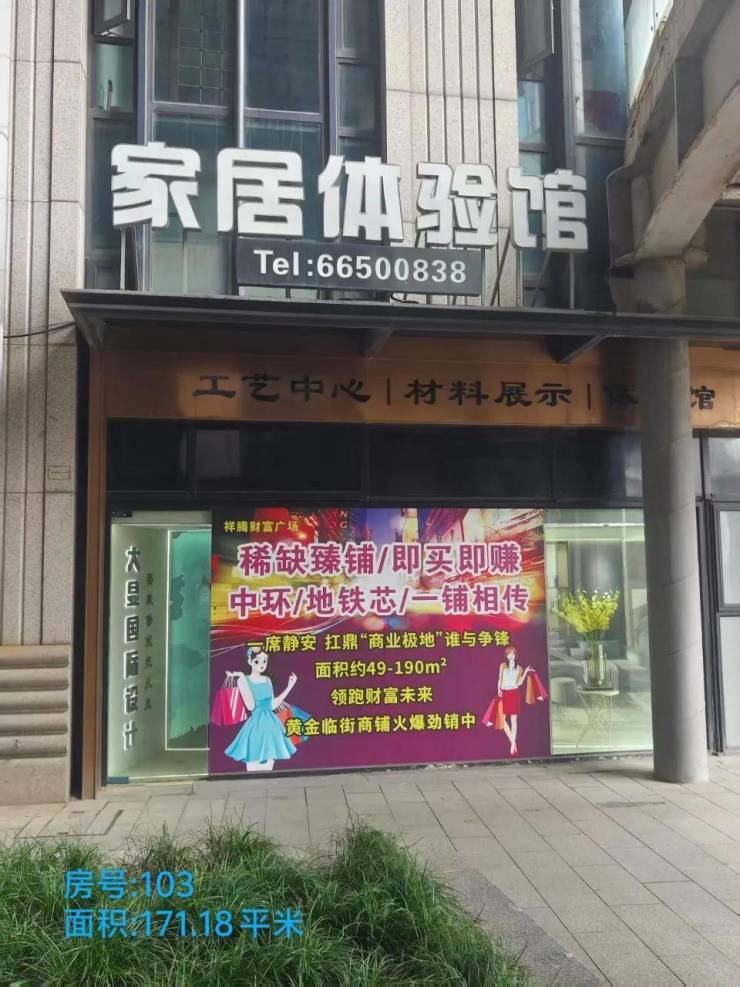 家居体验馆
Tel:66500838
工艺中心|材料展示|体 馆
NG
祥腾财富广场
稀缺臻铺/即买即赚
中环/地铁芯/一铺相传
一席静安 扛鼎“商业极地”谁与争锋
面积约49-190m²
领跑财富未来
黄金临街商铺火爆劲销中
大显国际设计
房号:103
面积:171.18平米